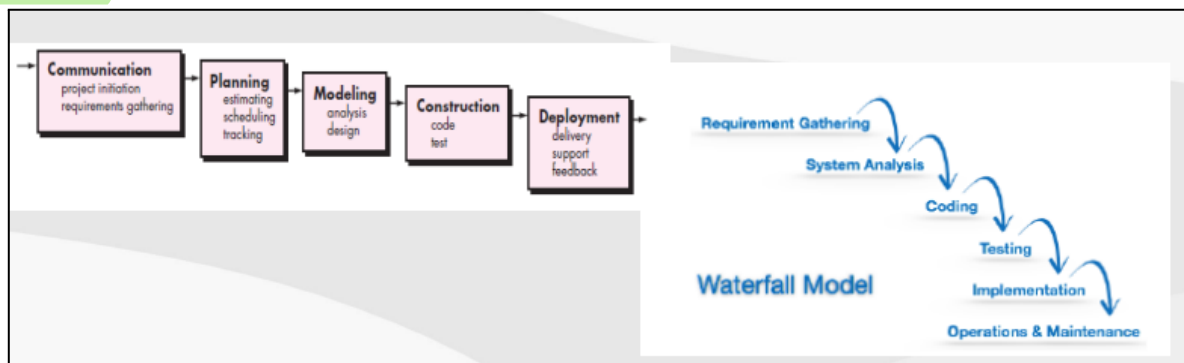 Communication
project initiation
requirements gathering
Planning
estimating
scheduling
tracking
Modeling
analysis
design
Construction
code
test
Deployment
delivery
support
feedback
Requirement Gathering
System Analysis
Coding
Testing
Implementation
Operations & Maintenance
Waterfall Model